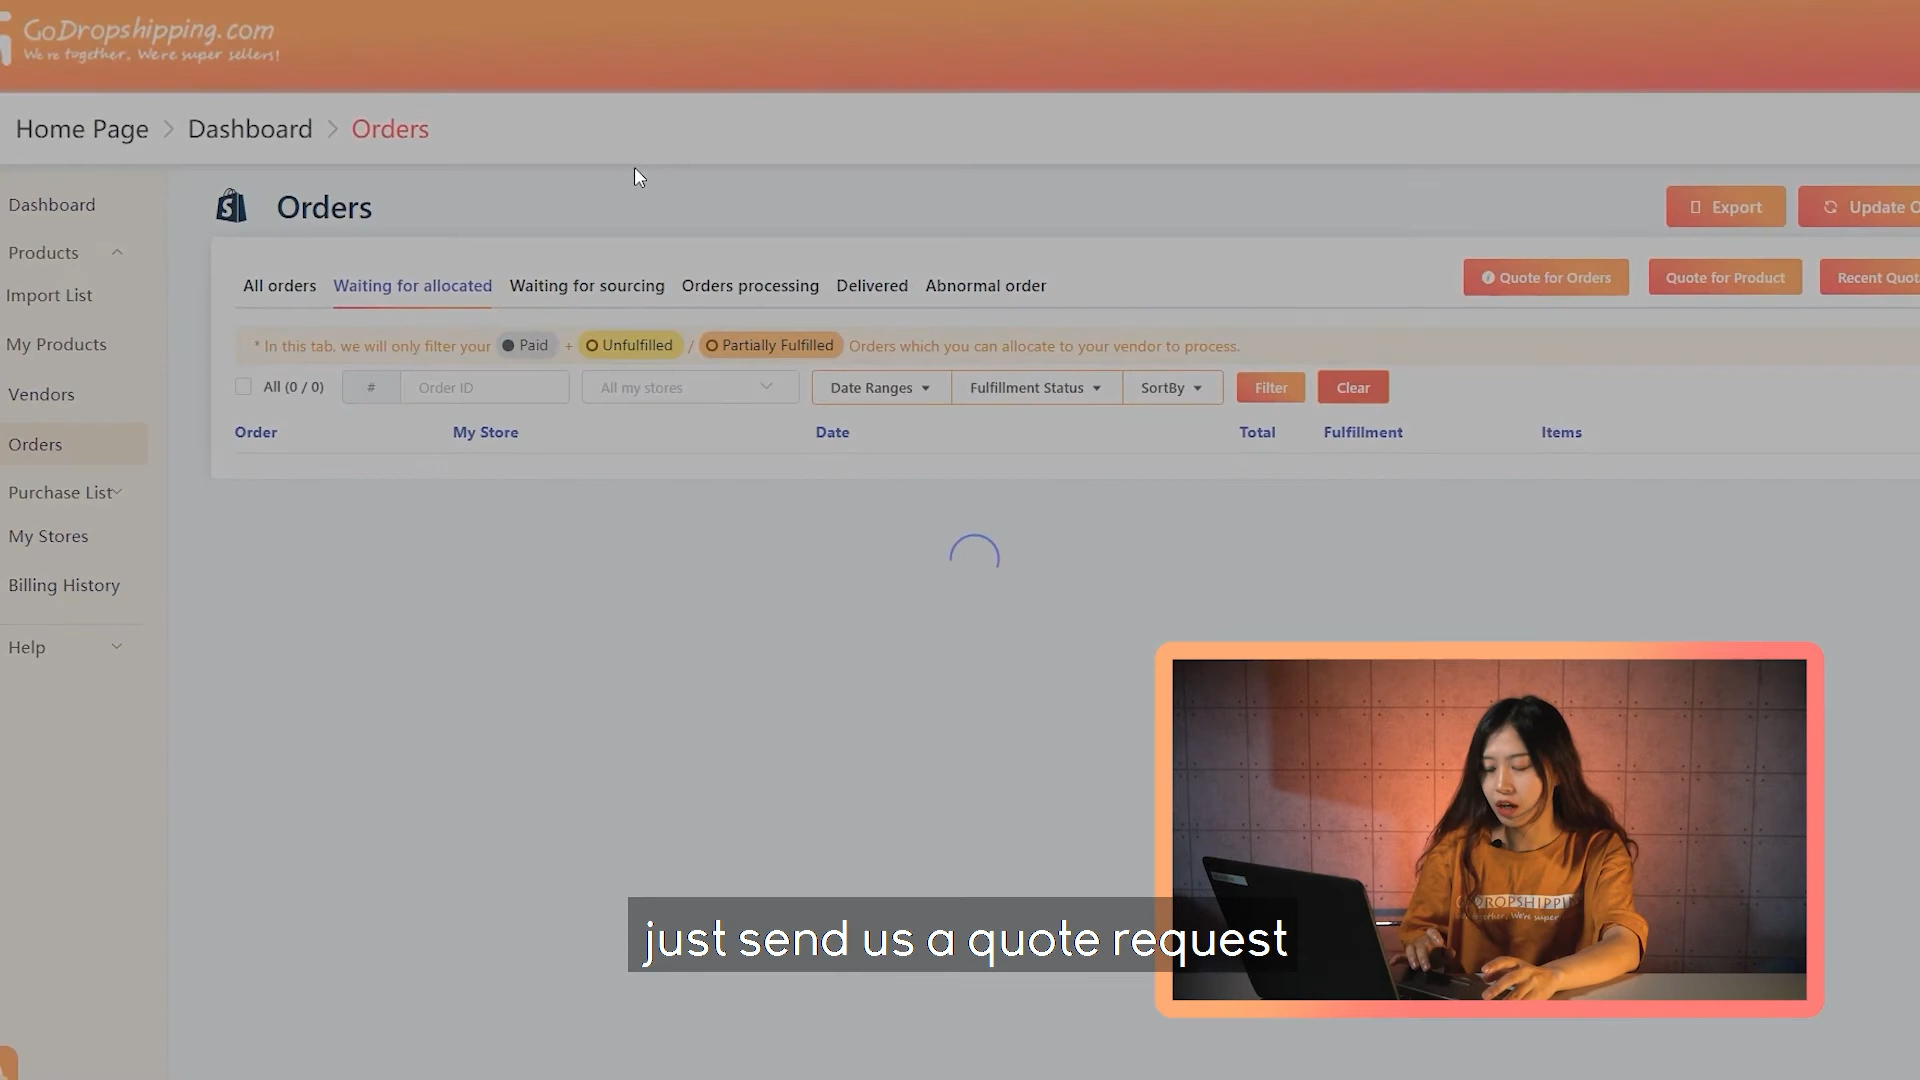 GoDropshipping.com
We're together, We're super sellers!
Home Page > Dashboard > Orders
Dashboard
Products
Import List
My Products
Vendors
Orders
Purchase List
My Stores
Billing History
Help
Orders
Export
Update O
All orders
Waiting for allocated
Waiting for sourcing
Orders processing
Delivered
Abnormal order
Quote for Orders
Quote for Product
Recent Quot
* In this tab, we will only filter your Paid + Unfulfilled / Partially Fulfilled Orders which you can allocate to your vendor to process.
All (0 / 0)
#
Order ID
All my stores
Date Ranges
Fulfillment Status
SortBy
Filter
Clear
Order
My Store
Date
Total
Fulfillment
Items
just send us a quote request